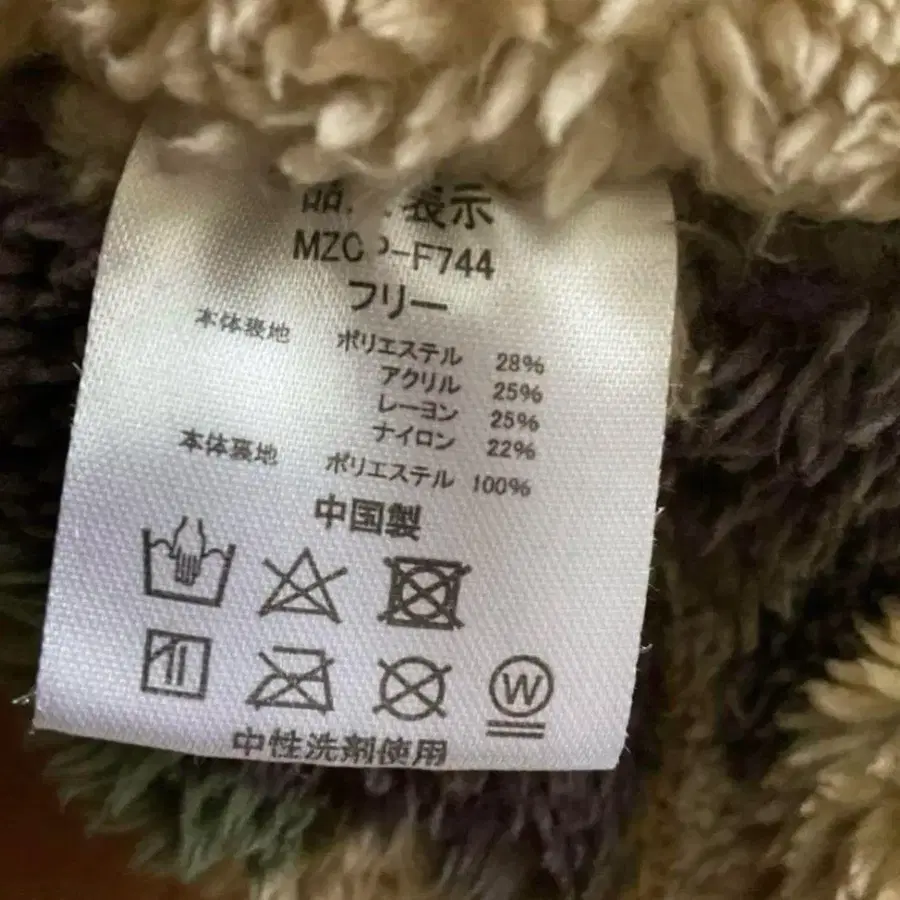 表示
MZC P-F744
フリー
本体表地 ポリエステル 28%
アクリル 25%
レーヨン 25%
ナイロン 22%
本体裏地 ポリエステル 100%
中国製
W
中性洗剤使用